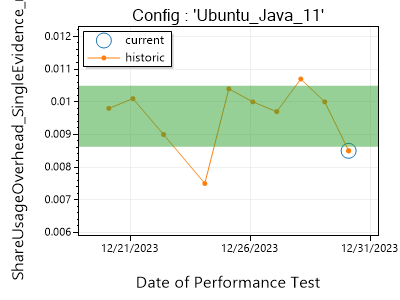 Config : 'Ubuntu_Java_11'
current
historic
0.012
0.011
0.01
0.009
0.008
0.007
0.006
ShareUsageOverhead_SingleEvidence_
12/21/2023
12/26/2023
12/31/2023
Date of Performance Test